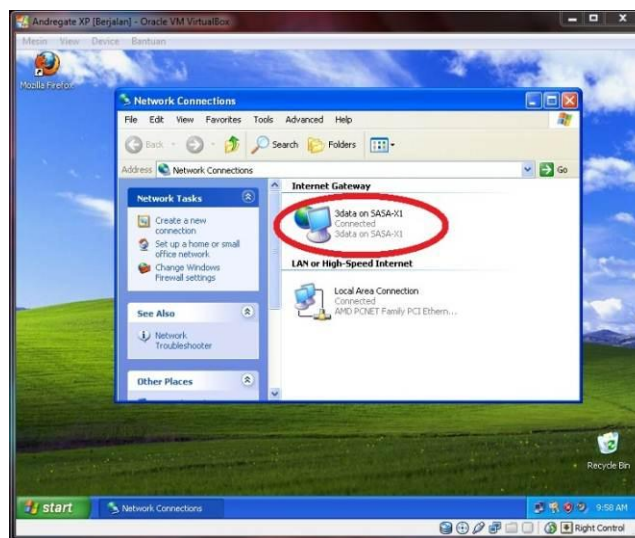 Andregate XP [Berjalan] - Oracle VM VirtualBox
Mesin View Device Bantuan
Mozilla Firefox
Network Connections
File Edit View Favorites Tools Advanced Help
Back Search Folders
Address Network Connections Go
Network Tasks
Create a new connection
Set up a home or small office network
Change Windows Firewall settings
See Also
Network Troubleshooter
Other Places
Internet Gateway
3data on SASA-X1
Connected
3data on SASA-X1
LAN or High-Speed Internet
Local Area Connection
Connected
AMD PCNET Family PCI Ethern...
Recycle Bin
start Network Connections 9:58 AM
Right Control